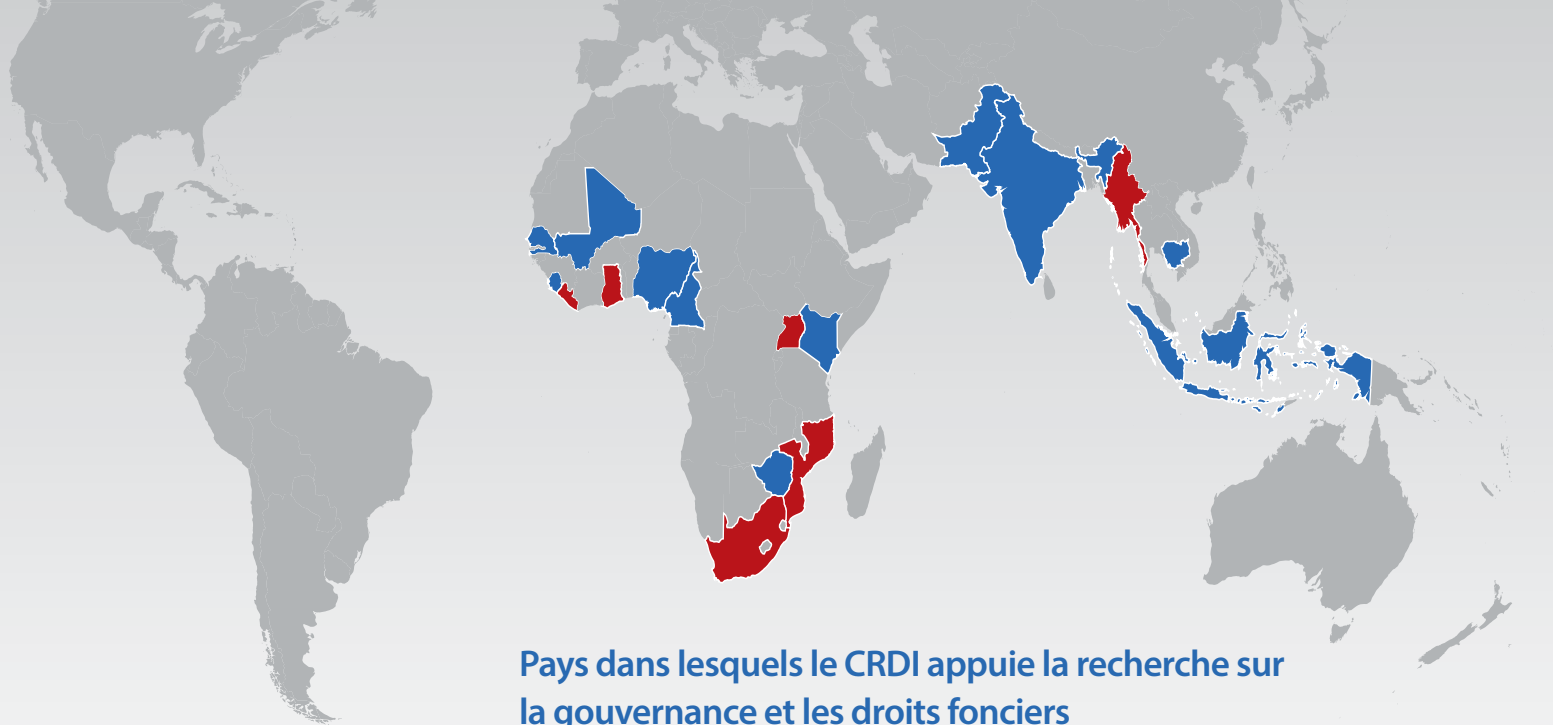 Pays dans lesquels le CRDI appuie la recherche sur
la gouvernance et les droits fonciers